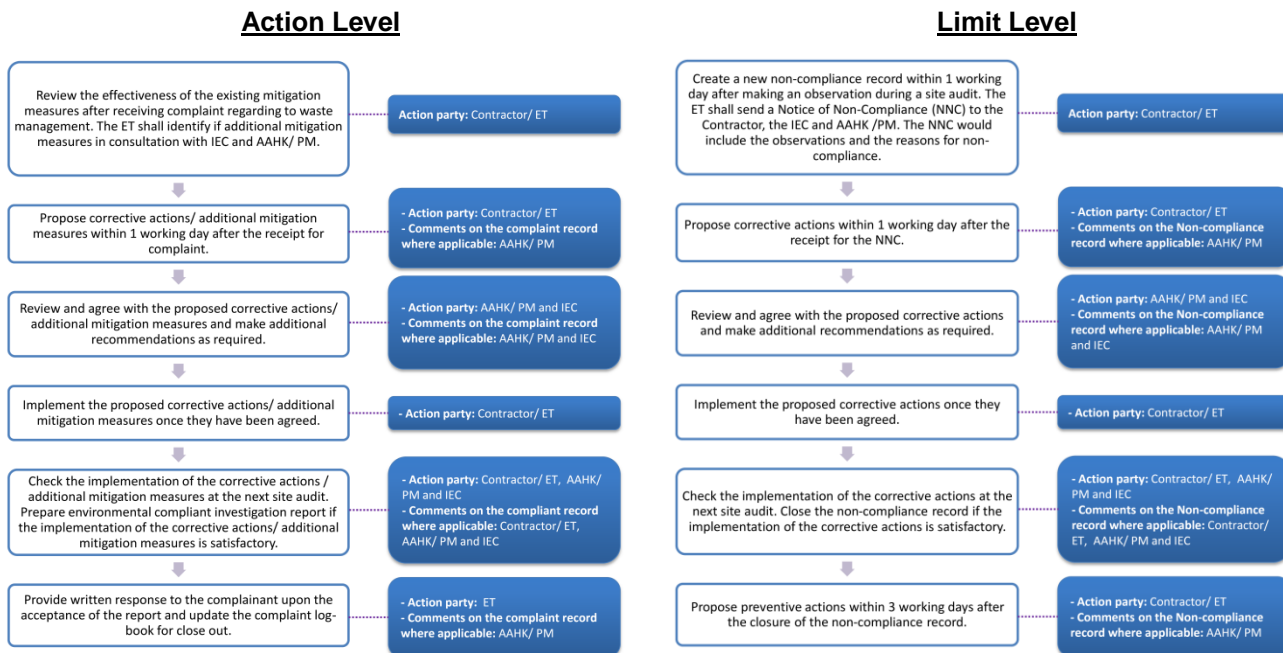 Action Level
Review the effectiveness of the existing mitigation
measures after receiving complaint regarding to waste
management. The ET shall identify if additional mitigation
measures in consultation with IEC and AAHK/ PM.
Action party: Contractor/ ET
Propose corrective actions/ additional mitigation
measures within 1 working day after the receipt for
complaint.
- Action party: Contractor/ ET
- Comments on the complaint record
where applicable: AAHK/ PM
Review and agree with the proposed corrective actions/
additional mitigation measures and make additional
recommendations as required.
- Action party: AAHK/ PM and IEC
- Comments on the complaint record
where applicable: AAHK/ PM and IEC
Implement the proposed corrective actions/ additional
mitigation measures once they have been agreed.
- Action party: Contractor/ ET
Check the implementation of the corrective actions /
additional mitigation measures at the next site audit.
Prepare environmental compliant investigation report if
the implementation of the corrective actions/ additional
mitigation measures is satisfactory.
- Action party: Contractor/ ET, AAHK/
PM and IEC
- Comments on the compliant record
where applicable: Contractor/ ET,
AAHK/ PM and IEC
Provide written response to the complainant upon the
acceptance of the report and update the complaint log-
book for close out.
- Action party: ET
- Comments on the complaint record
where applicable: AAHK/ PM
Limit Level
Create a new non-compliance record within 1 working
day after making an observation during a site audit. The
ET shall send a Notice of Non-Compliance (NNC) to the
Contractor, the IEC and AAHK /PM. The NNC would
include the observations and the reasons for non-
compliance.
Action party: Contractor/ ET
Propose corrective actions within 1 working day after the
receipt for the NNC.
- Action party: Contractor/ ET
- Comments on the Non-compliance
record where applicable: AAHK/ PM
Review and agree with the proposed corrective actions
and make additional recommendations as required.
- Action party: AAHK/ PM and IEC
- Comments on the Non-compliance
record where applicable: AAHK/ PM
and IEC
Implement the proposed corrective actions once they
have been agreed.
- Action party: Contractor/ ET
Check the implementation of the corrective actions at the
next site audit. Close the non-compliance record if the
implementation of the corrective actions is satisfactory.
- Action party: Contractor/ ET, AAHK/
PM and IEC
- Comments on the Non-compliance
record where applicable: Contractor/
ET, AAHK/ PM and IEC
Propose preventive actions within 3 working days after
the closure of the non-compliance record.
- Action party: Contractor/ ET
- Comments on the Non-compliance
record where applicable: AAHK/ PM